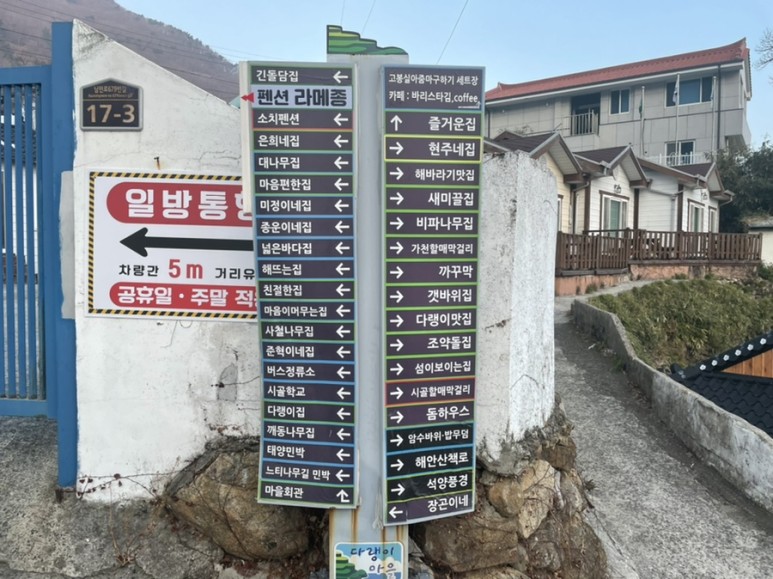 17-3
일방통행
차량간 5m 거리유
공휴일·주말 적
긴돌담집
펜션 라메종
소치펜션
은희네집
대나무집
마음편한집
미정이네집
종운이네집
넓은바다집
해뜨는집
친절한집
마음이머무는집
사철나무집
준혁이네집
버스정류소
시골학교
다랭이집
깨동나무집
태양민박
느티나무길 민박
마을회관
고봉실아줌마구하기 세트장
카페 : 바리스타김.coffee
즐거운집
현주네집
해바라기맛집
새미끌집
비파나무집
가천할매막걸리
까꾸막
갯바위집
다랭이맛집
조약돌집
섬이보이는집
시골할매막걸리
돔하우스
암수바위·밥무덤
해안산책로
석양풍경
장곤이네
다랭이
마을